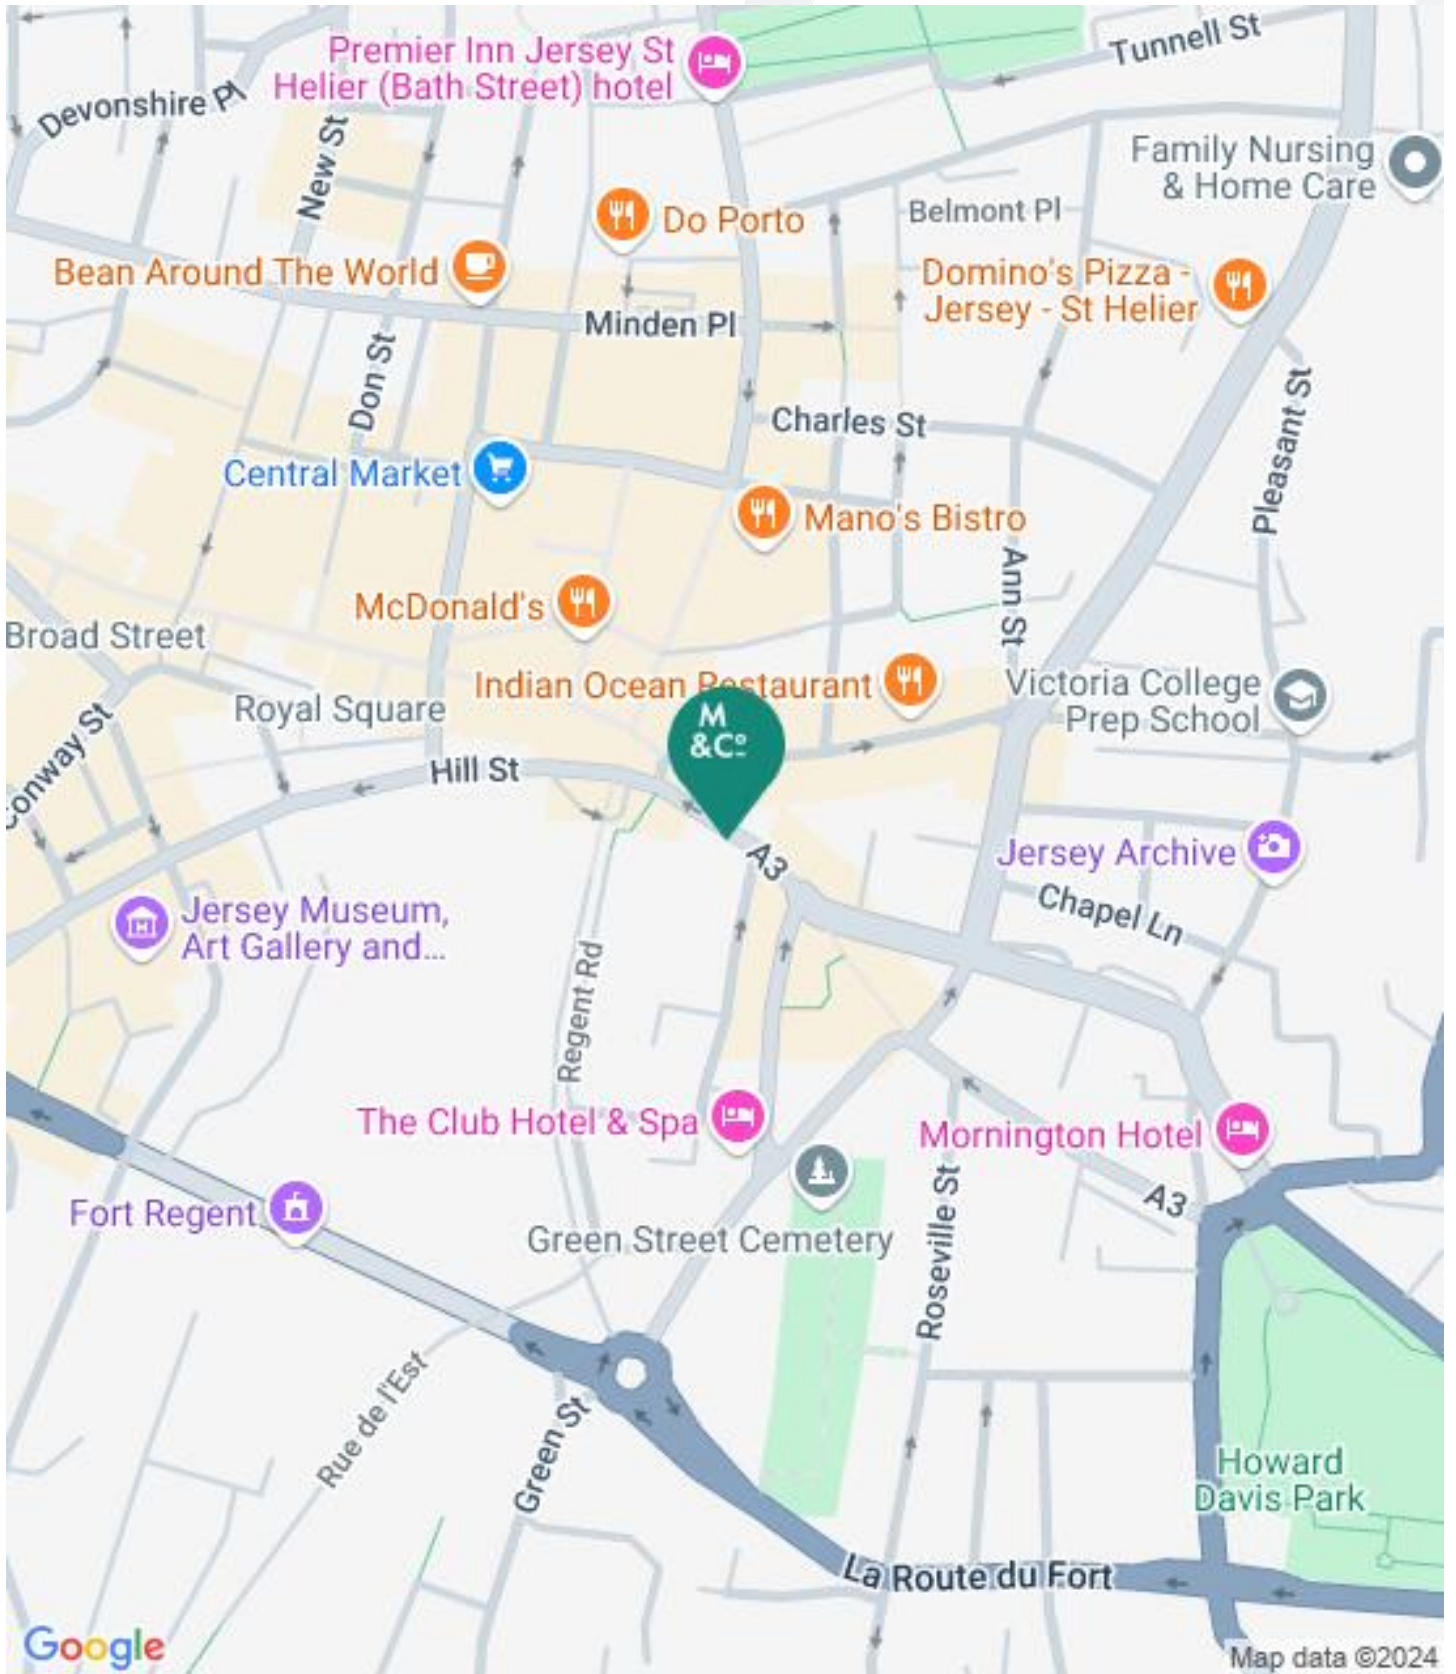 Tunnell St
Premier Inn Jersey St
Helier (Bath Street) hotel
Devonshire Pl
New St
Family Nursing
& Home Care
Do Porto
Belmont Pl
Bean Around The World
Domino's Pizza -
Jersey - St Helier
Minden Pl
Don St
Charles St
Pleasant St
Central Market
Mano's Bistro
Ann St
McDonald's
Broad Street
Indian Ocean Restaurant
Victoria College
Prep School
Royal Square
M
&Cº
Conway St
Hill St
A3
Jersey Archive
Chapel Ln
Jersey Museum,
Art Gallery and...
Regent Rd
The Club Hotel & Spa
Mornington Hotel
A3
Fort Regent
Green Street Cemetery
Roseville St
Rue de l'Est
Green St
Howard
Davis Park
La Route du Fort
Google
Map data ©2024